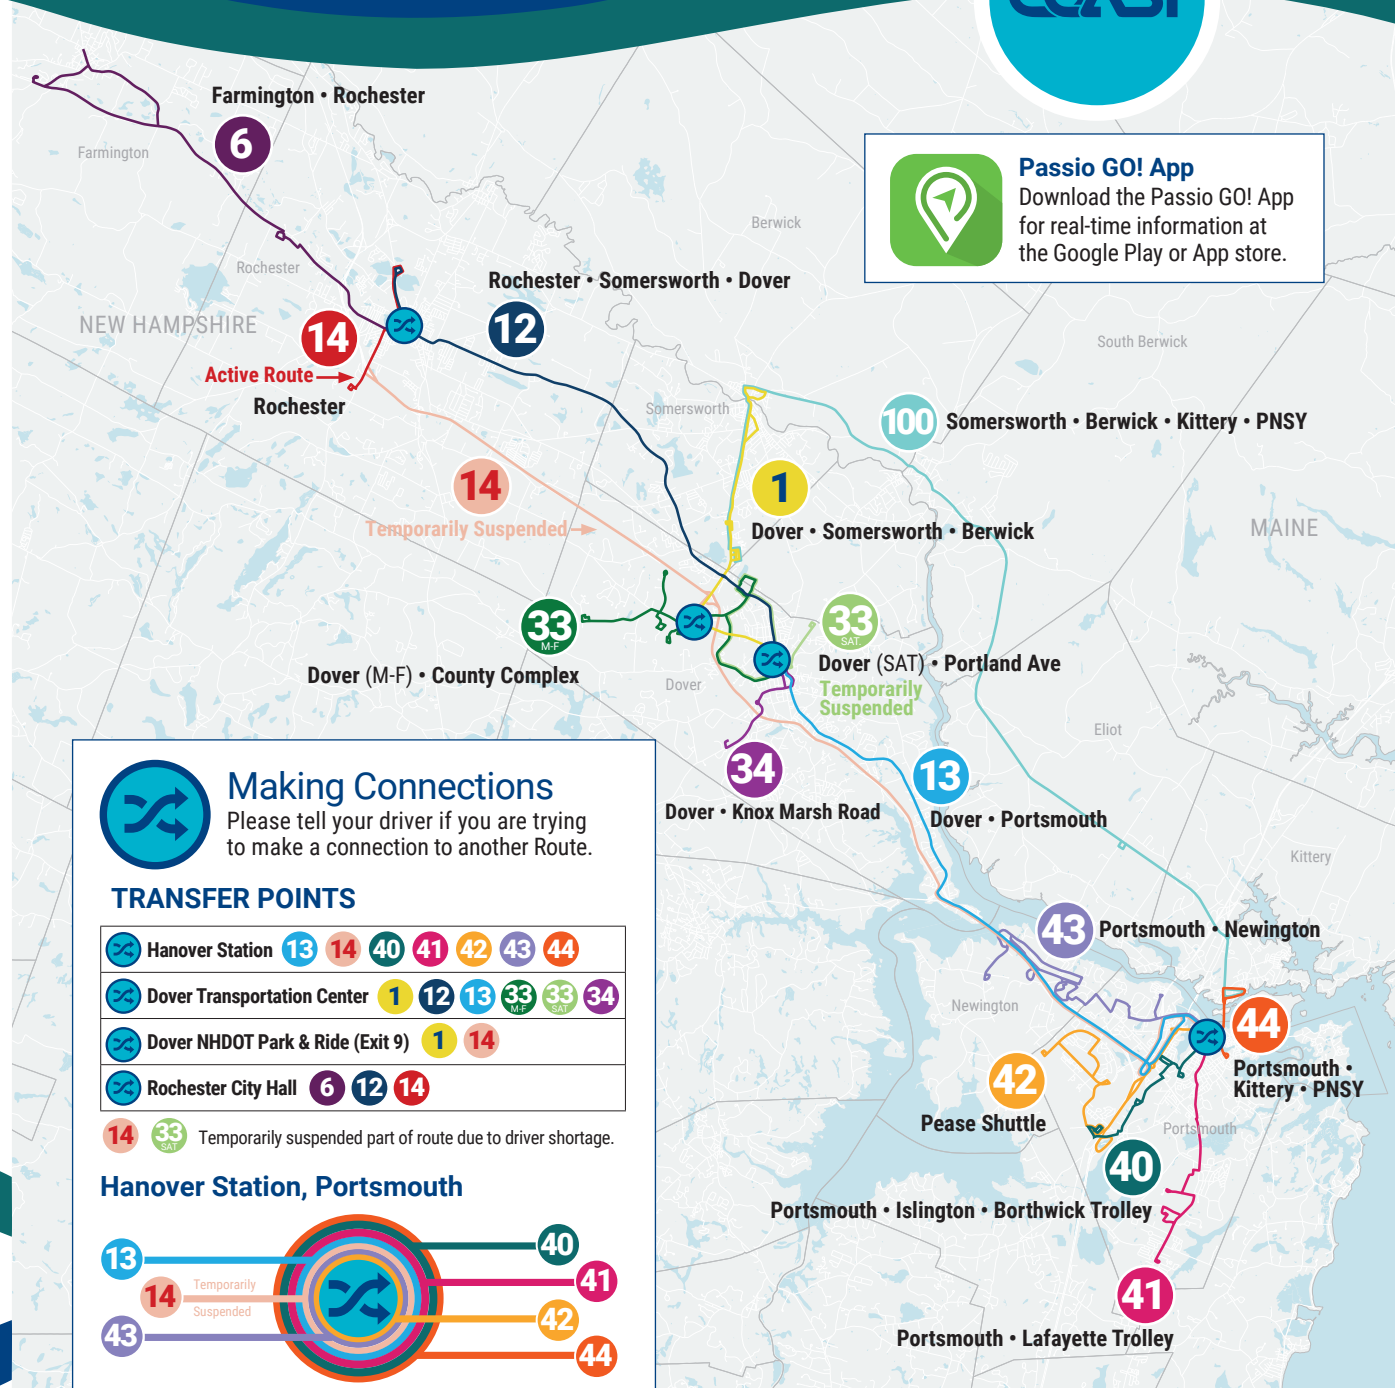 COAST
Farmington • Rochester
6
Farmington
Passio GO! App
Download the Passio GO! App
for real-time information at
the Google Play or App store.
Berwick
Rochester
Rochester • Somersworth • Dover
12
NEW HAMPSHIRE
14
Active Route
Rochester
South Berwick
Somersworth
100
Somersworth • Berwick • Kittery • PNSY
14
Temporarily Suspended
1
Dover • Somersworth • Berwick
MAINE
33
M-F
Dover (M-F) • County Complex
33
SAT.
Dover (SAT) • Portland Ave
Temporarily
Suspended
Dover
Eliot
34
Dover • Knox Marsh Road
13
Dover • Portsmouth
Kittery
43
Portsmouth • Newington
Newington
44
Portsmouth •
Kittery • PNSY
42
Pease Shuttle
Portsmouth
40
Portsmouth • Islington • Borthwick Trolley
41
Portsmouth • Lafayette Trolley
Making Connections
Please tell your driver if you are trying
to make a connection to another Route.
TRANSFER POINTS
Hanover Station 13 14 40 41 42 43 44
Dover Transportation Center 1 12 13 33 M-F 33 SAT 34
Dover NHDOT Park & Ride (Exit 9) 1 14
Rochester City Hall 6 12 14
14 33 SAT Temporarily suspended part of route due to driver shortage.
Hanover Station, Portsmouth
13
14
Temporarily
Suspended
43
40
41
42
44